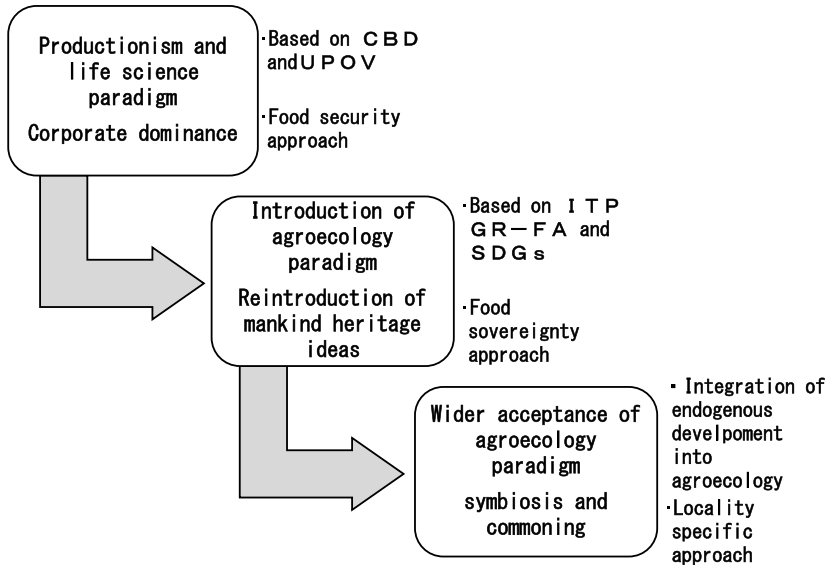 Productionism and
life science
paradigm
Corporate dominance
·Based on ＣＢＤ
andＵＰＯＶ
·Food security
approach
Introduction of
agroecology
paradigm
Reintroduction of
mankind heritage
ideas
·Based on ＩＴＰ
ＧＲ－ＦＡ and
ＳＤＧｓ
·Food
sovereignty
approach
Wider acceptance of
agroecology
paradigm
symbiosis and
commoning
· Integration of
endogenous
develpoment
into
agroecology
·Locality
specific
approach